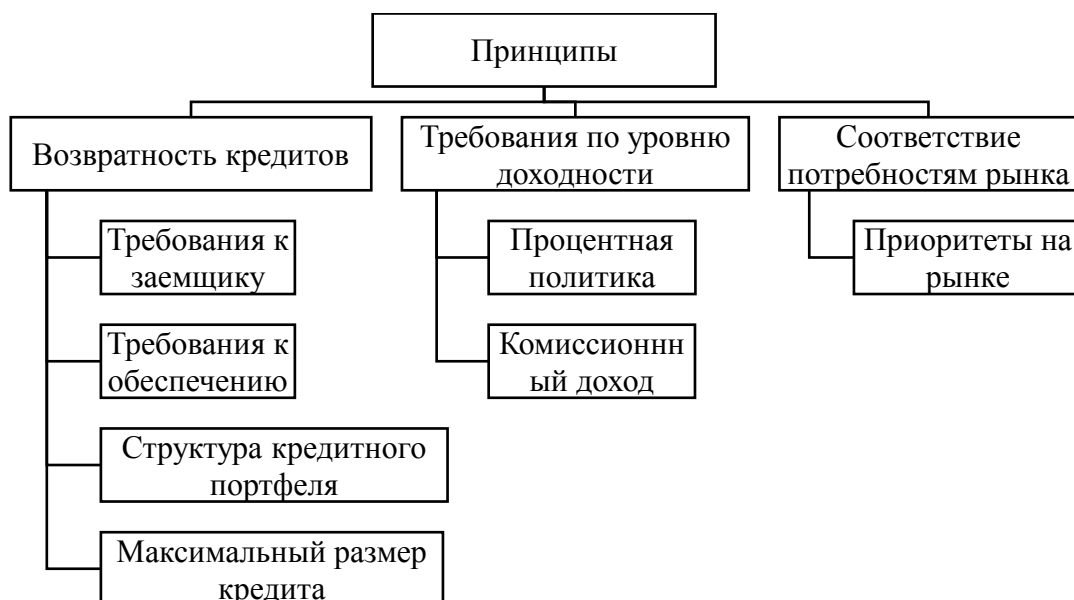 Принципы
Возвратность кредитов
Требования к
заемщику
Требования к
обеспечению
Структура кредитного
портфеля
Максимальный размер
кредита
Требования по уровню
доходности
Процентная
политика
Комиссионнн
ый доход
Соответствие
потребностям рынка
Приоритеты на
рынке